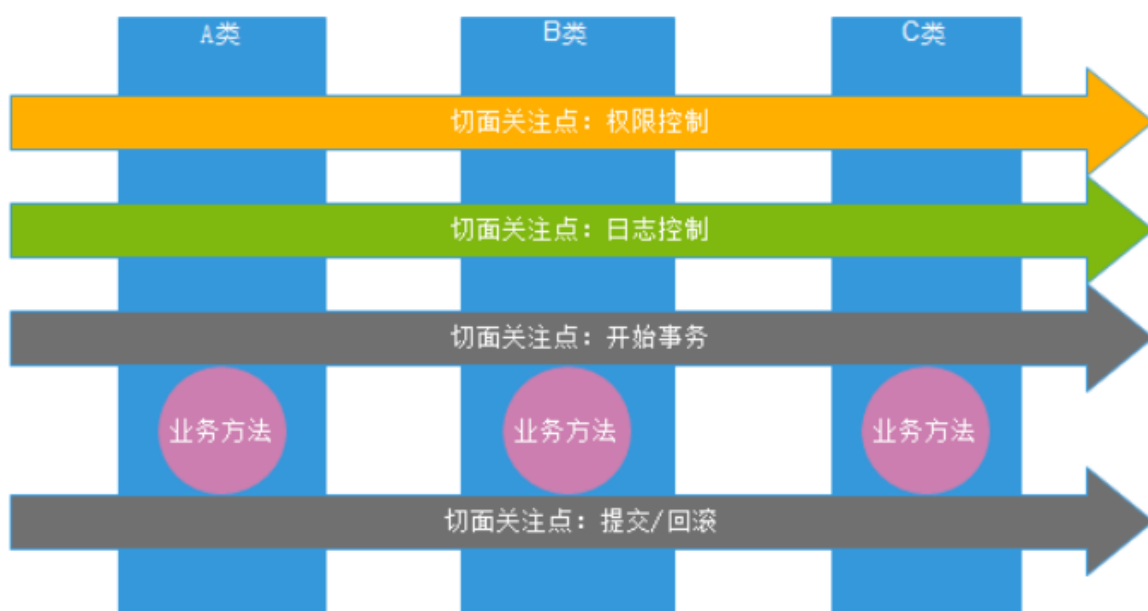 A类
B类
C类
切面关注点：权限控制
切面关注点：日志控制
切面关注点：开始事务
业务方法
业务方法
业务方法
切面关注点：提交/回滚